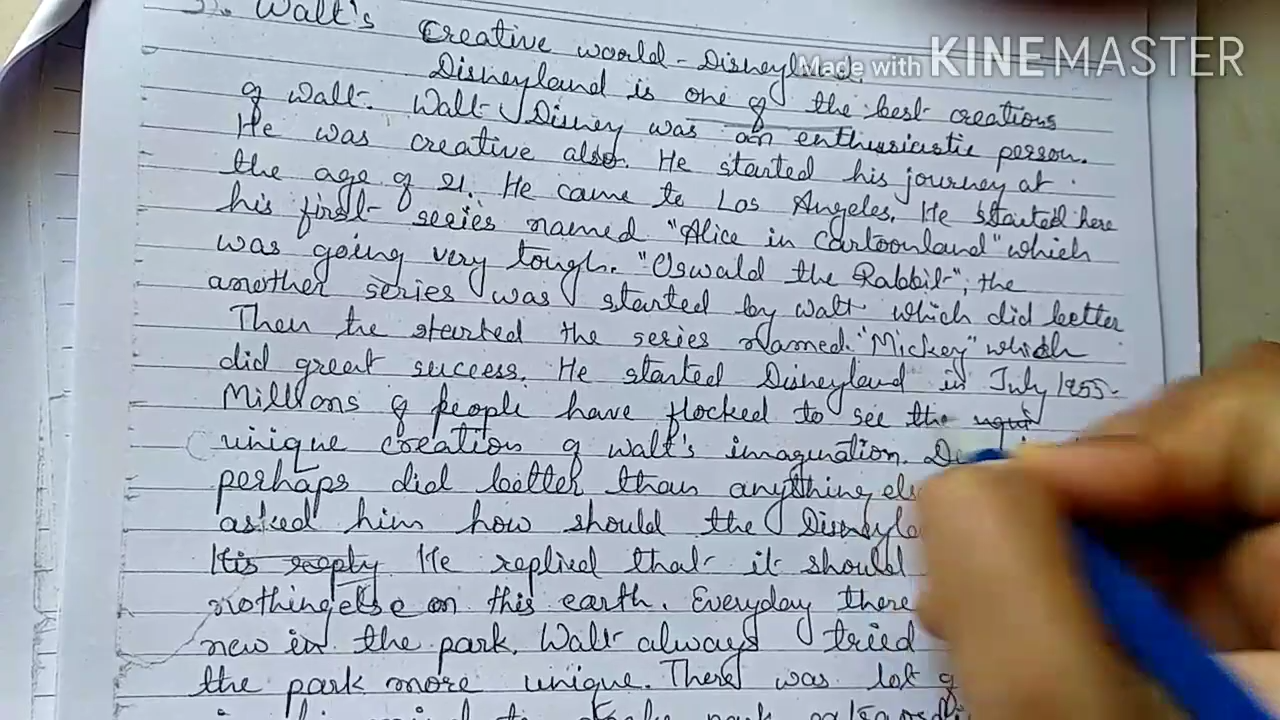 Walt's Creative world - Disneyland.
Made with KINEMASTER
Disneyland is one of the best creations
of Walt. Walt Disney was an enthusiastic person.
He was creative also. He started his journey at
the age of 21. He came to Los Angeles. He started here
his first series named "Alice in Cartoonland" which
was going very tough. "Oswald the Rabbit", the
another series was started by Walt which did better
Then he started the series named "Mickey" which
did great success. He started Disneyland in July 1955.
Millions of people have flocked to see the
unique creation of Walt's imagination.
perhaps did better than anything
asked him how should the
His reply He replied that it should
nothing else on this earth. Everyday there
new in the park. Walt always tried
the park more unique. There was lot